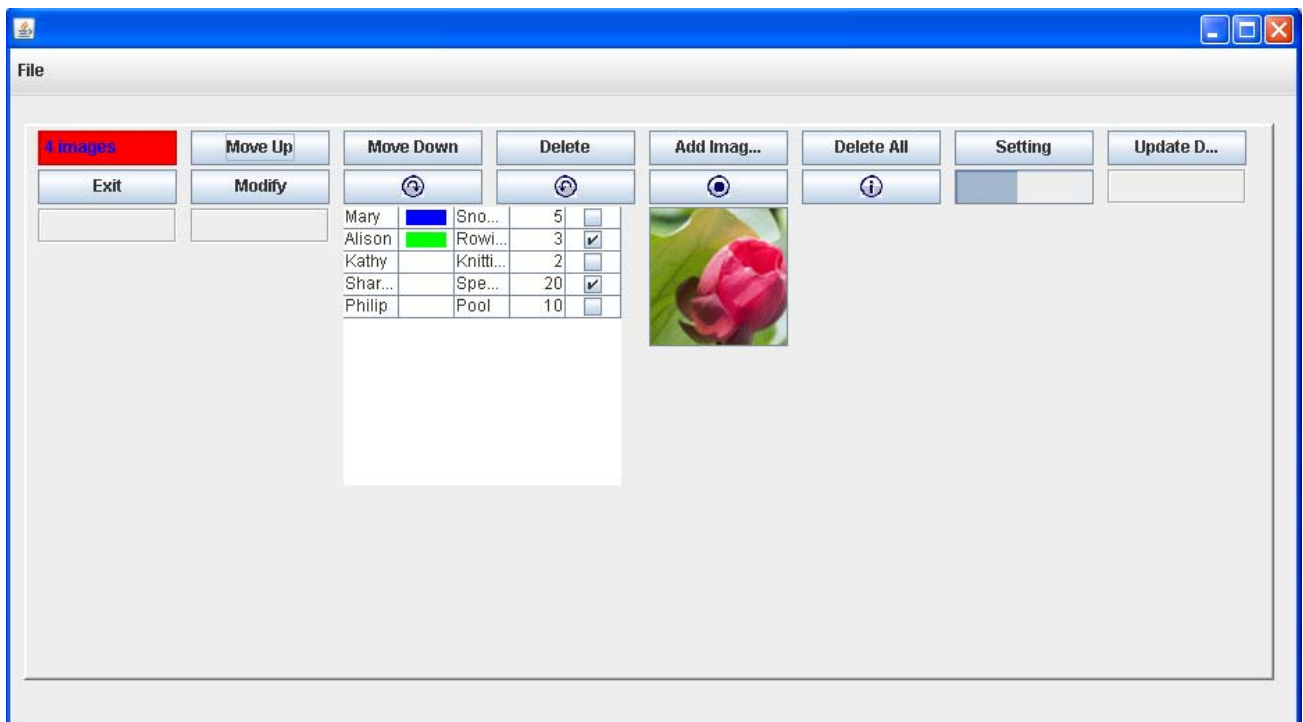 File
4 images Move Up Move Down Delete Add Imag... Delete All Setting Update D...
Exit Modify
Mary Sno... 5
Alison Rowi... 3
Kathy Knitti... 2
Shar... Spe... 20
Philip Pool 10